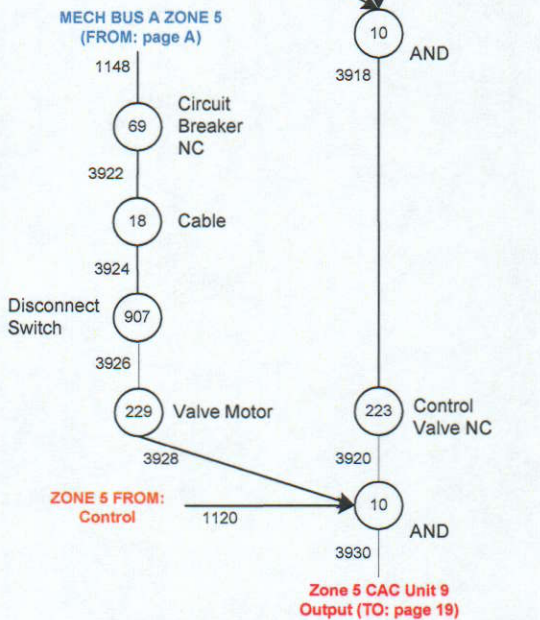 MECH BUS A ZONE 5
(FROM: page A)
1148
69
Circuit
Breaker
NC
3922
18
Cable
3924
Disconnect
Switch
907
3926
229
Valve Motor
3928
10
AND
3918
223
Control
Valve NC
3920
ZONE 5 FROM:
Control
1120
10
AND
3930
Zone 5 CAC Unit 9
Output (TO: page 19)